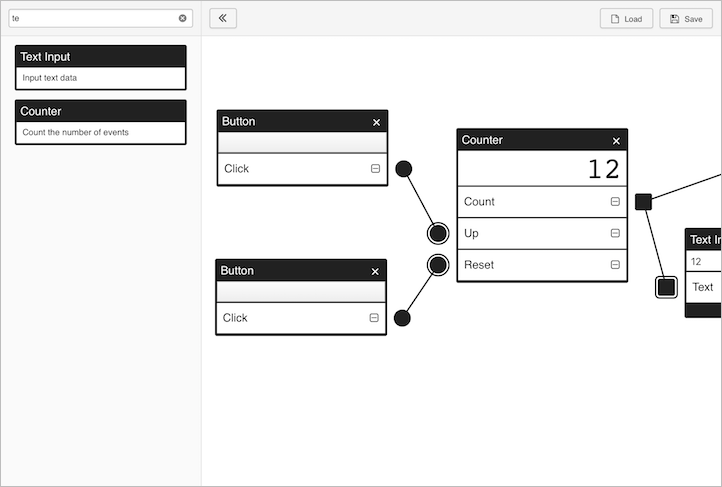 te
Load
Save
Text Input
Input text data
Counter
Count the number of events
Button
Click
Button
Click
Counter
12
Count
Up
Reset
Text In
12
Text